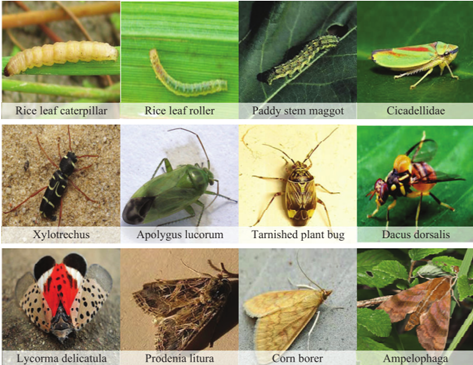 Rice leaf caterpillar
Rice leaf roller
Paddy stem maggot
Cicadellidae
Xylotrechus
Apolygus lucorum
Tarnished plant bug
Dacus dorsalis
Lycorma delicatula
Prodenia litura
Corn borer
Ampelophaga